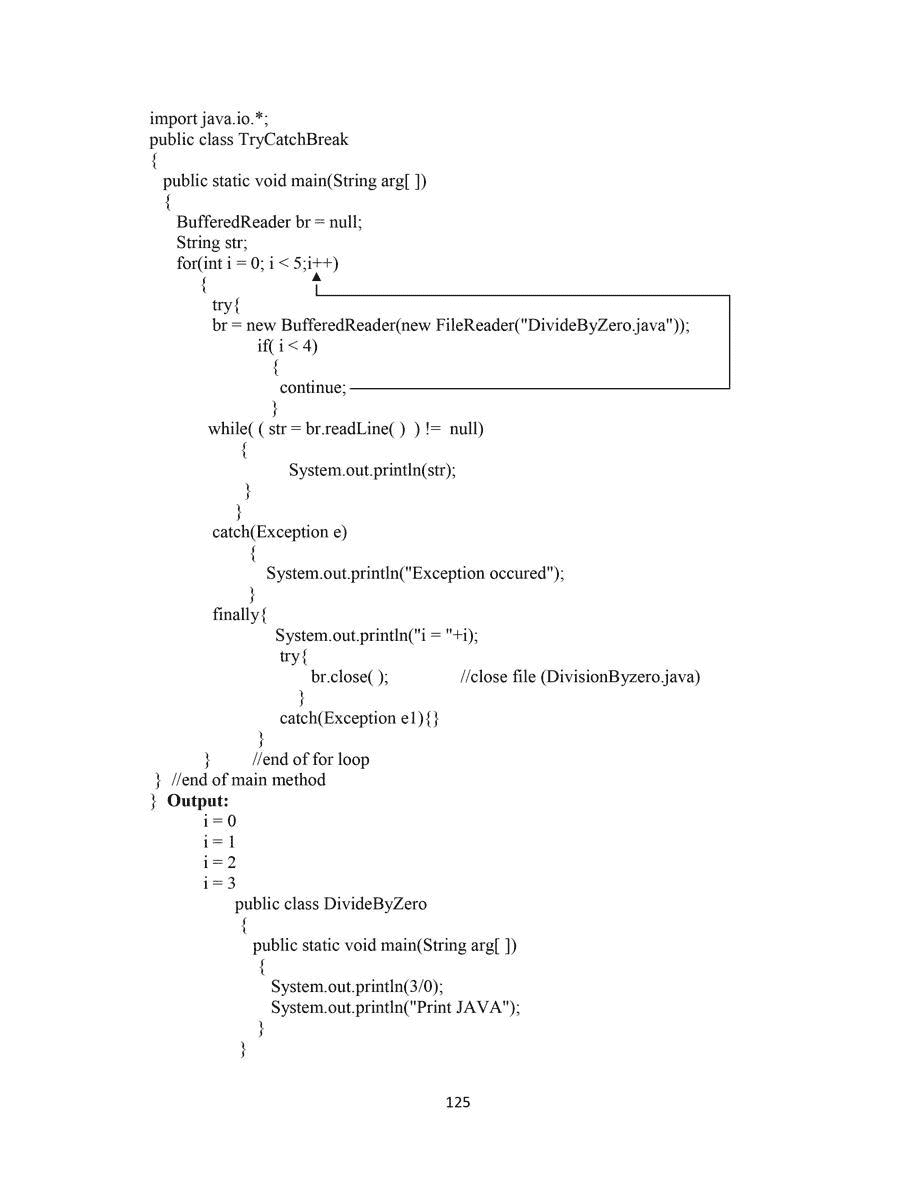 import java.io.*;
public class TryCatchBreak
{
public static void main(String arg[ ])
{
BufferedReader br = null;
String str;
for(int i = 0; i < 5;i++)
{
try{
br = new BufferedReader(new FileReader("DivideByZero.java"));
if( i < 4)
{
continue;
}
while( ( str = br.readLine( ) ) != null)
{
System.out.println(str);
}
}
catch(Exception e)
{
System.out.println("Exception occured");
}
finally{
System.out.println("i = "+i);
try{
br.close( ); //close file (DivisionByzero.java)
}
catch(Exception e1){}
}
} //end of for loop
} //end of main method
} Output:
i = 0
i = 1
i = 2
i = 3
public class DivideByZero
{
public static void main(String arg[ ])
{
System.out.println(3/0);
System.out.println("Print JAVA");
}
}
125